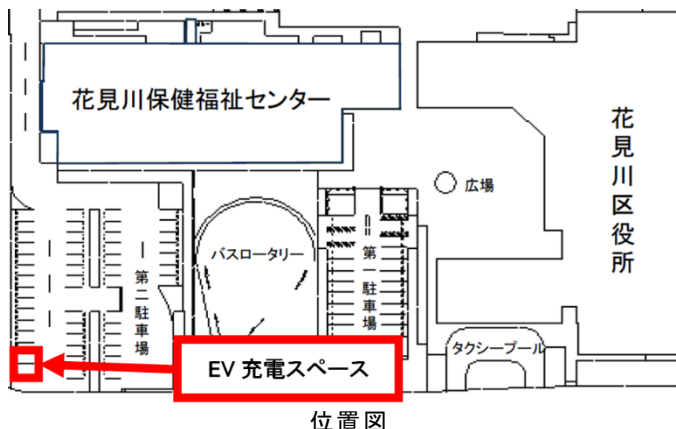 花見川保健福祉センター
花見川区役所
広場
バスロータリー
第一駐車場
第二駐車場
タクシープール
EV 充電スペース
位置図